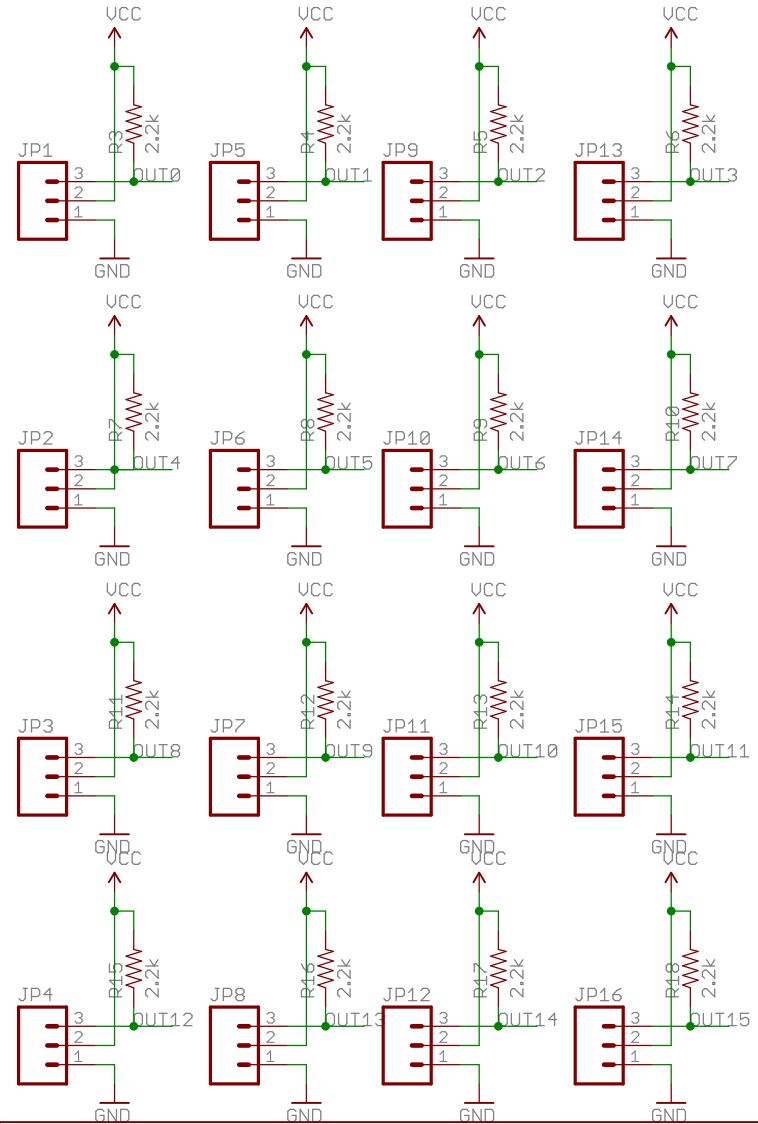 VCC VCC VCC VCC
R3 2.2k R4 2.2k R5 2.2k R6 2.2k
JP1 JP5 JP9 JP13
3 OUT0 3 OUT1 3 OUT2 3 OUT3
2 2 2 2
1 1 1 1
GND GND GND GND
VCC VCC VCC VCC
R7 2.2k R8 2.2k R9 2.2k R10 2.2k
JP2 JP6 JP10 JP14
3 OUT4 3 OUT5 3 OUT6 3 OUT7
2 2 2 2
1 1 1 1
GND GND GND GND
VCC VCC VCC VCC
R11 2.2k R12 2.2k R13 2.2k R14 2.2k
JP3 JP7 JP11 JP15
3 OUT8 3 OUT9 3 OUT10 3 OUT11
2 2 2 2
1 1 1 1
GND GND GND GND
VCC VCC VCC VCC
R15 2.2k R16 2.2k R17 2.2k R18 2.2k
JP4 JP8 JP12 JP16
3 OUT12 3 OUT13 3 OUT14 3 OUT15
2 2 2 2
1 1 1 1
GND GND GND GND